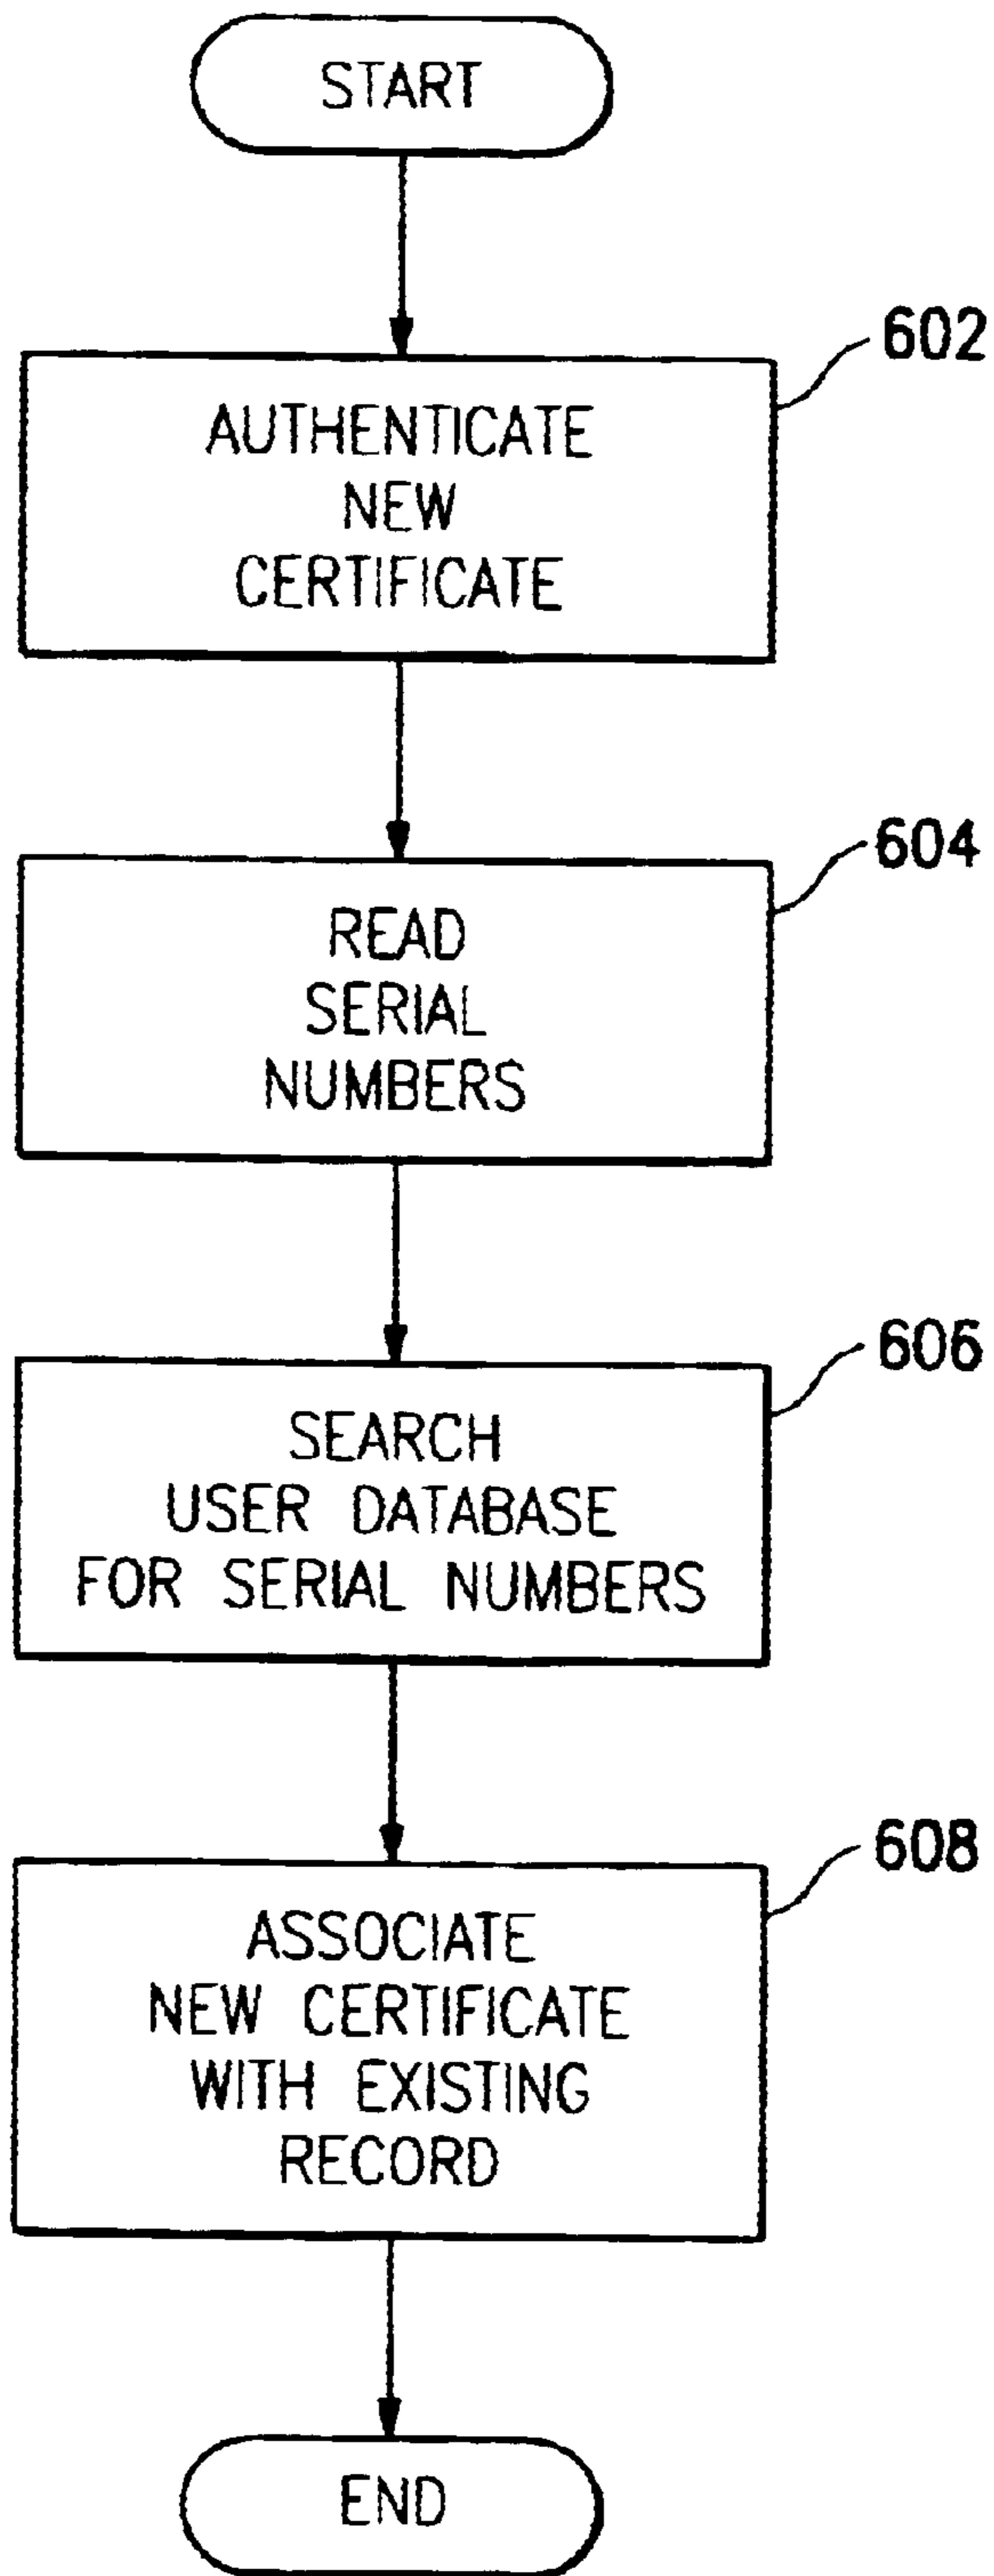 START
602
AUTHENTICATE
NEW
CERTIFICATE
604
READ
SERIAL
NUMBERS
606
SEARCH
USER DATABASE
FOR SERIAL NUMBERS
608
ASSOCIATE
NEW CERTIFICATE
WITH EXISTING
RECORD
END